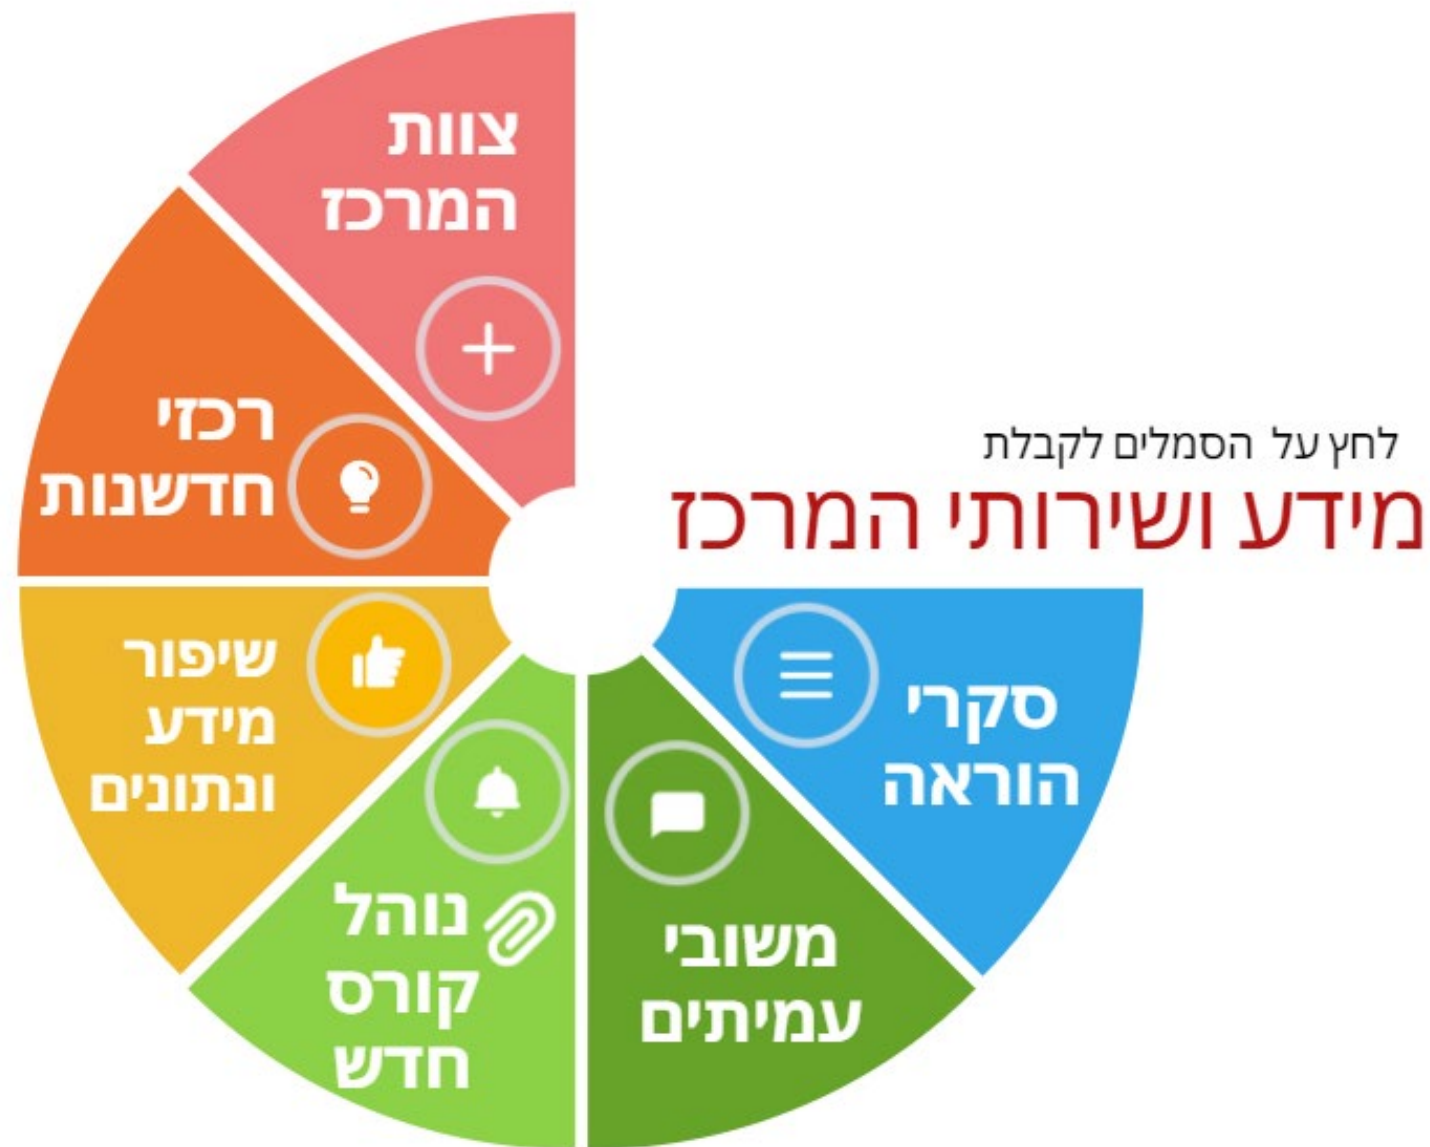 צוות
המרכז
רכזי
חדשנות
לחץ על הסמלים לקבלת
מידע ושירותי המרכז
שיפור
מידע
ונתונים
נוהל
קורס
חדש
משובי
עמיתים
סקרי
הוראה